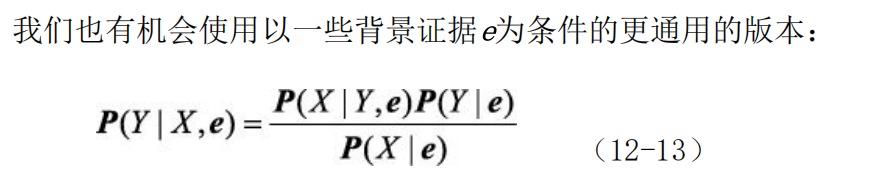 我们也有机会使用以一些背景证据e为条件的更通用的版本：
P(Y | X,e) = P(X | Y,e)P(Y | e) / P(X | e) （12-13）